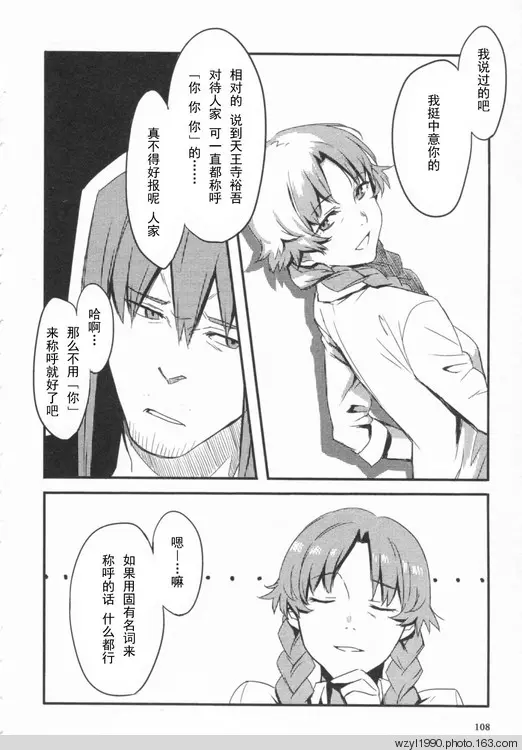 我说过的吧
我挺中意你的
相对的 说到天王寺裕吾
对待人家 可一直都称呼
「你 你 你」的……
真不得好报呢 人家
哈啊…
那么不用「你」
来称呼就好了吧
嗯……嘛
如果用固有名词来
称呼的话 什么都行
108
wzyl1990.photo.163.com